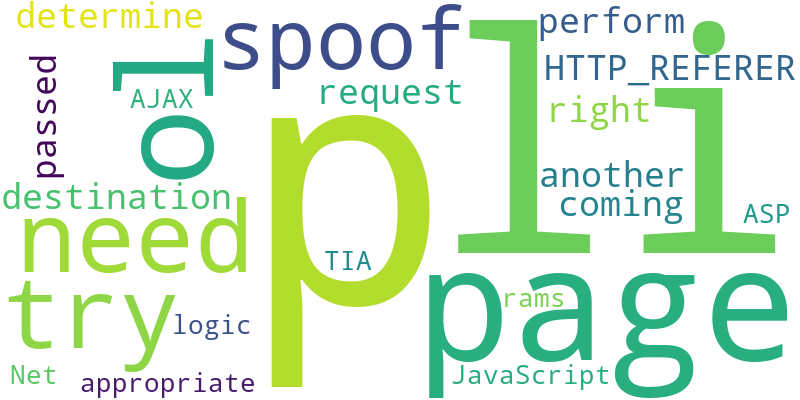 determine
spoof
li
perform
HTTP_REFERER
passed
ol
AJAX
request
right
p
another
destination
coming
ASP
need
TIA
page
try
rams
logic
Net
appropriate
JavaScript